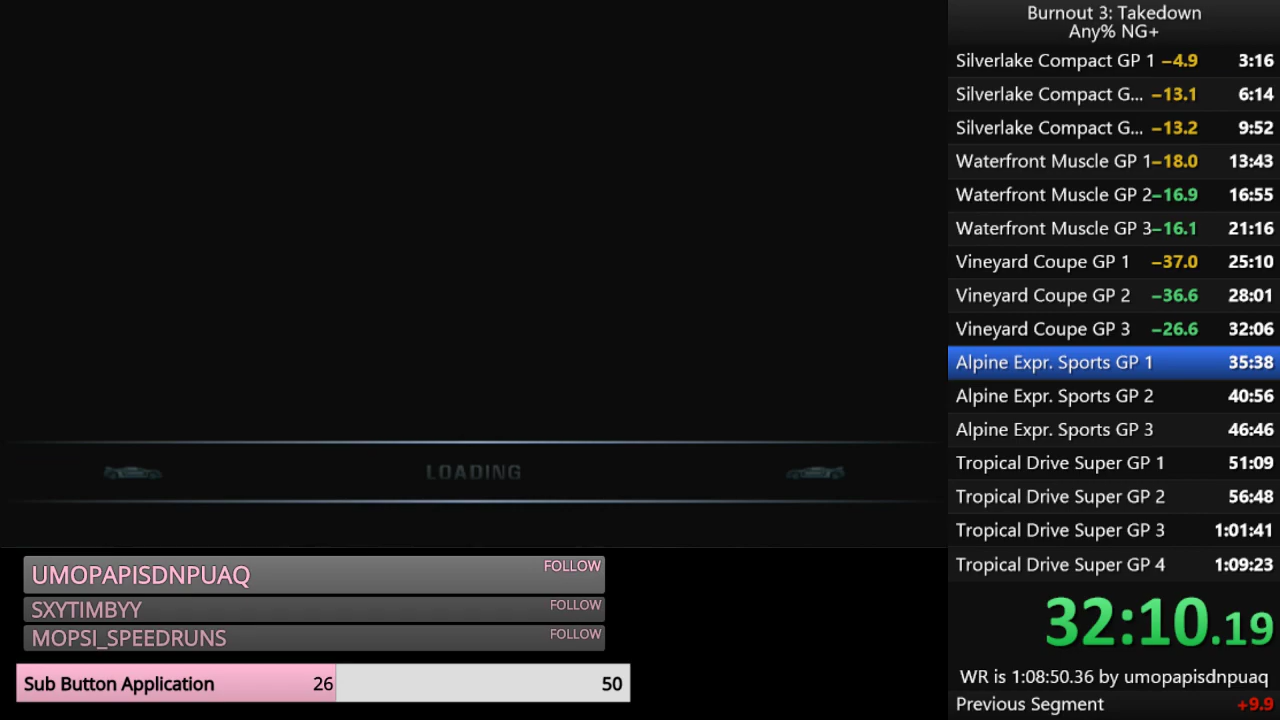 LOADING
UMOPAPISDNPUAQ FOLLOW
SXYTIMBYY FOLLOW
MOPSI_SPEEDRUNS FOLLOW
Sub Button Application 26 50
Burnout 3: Takedown
Any% NG+
Silverlake Compact GP 1 −4.9 3:16
Silverlake Compact G... −13.1 6:14
Silverlake Compact G... −13.2 9:52
Waterfront Muscle GP 1 −18.0 13:43
Waterfront Muscle GP 2 −16.9 16:55
Waterfront Muscle GP 3 −16.1 21:16
Vineyard Coupe GP 1 −37.0 25:10
Vineyard Coupe GP 2 −36.6 28:01
Vineyard Coupe GP 3 −26.6 32:06
Alpine Expr. Sports GP 1 35:38
Alpine Expr. Sports GP 2 40:56
Alpine Expr. Sports GP 3 46:46
Tropical Drive Super GP 1 51:09
Tropical Drive Super GP 2 56:48
Tropical Drive Super GP 3 1:01:41
Tropical Drive Super GP 4 1:09:23
32:10.19
WR is 1:08:50.36 by umopapisdnpuaq
Previous Segment +9.9